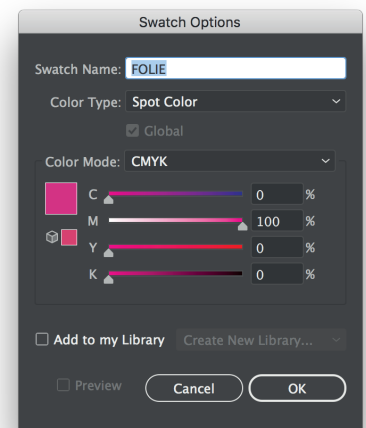 Swatch Options
Swatch Name: FOLIE
Color Type: Spot Color
Global
Color Mode: CMYK
C 0 %
M 100 %
Y 0 %
K 0 %
Add to my Library Create New Library...
Preview Cancel OK